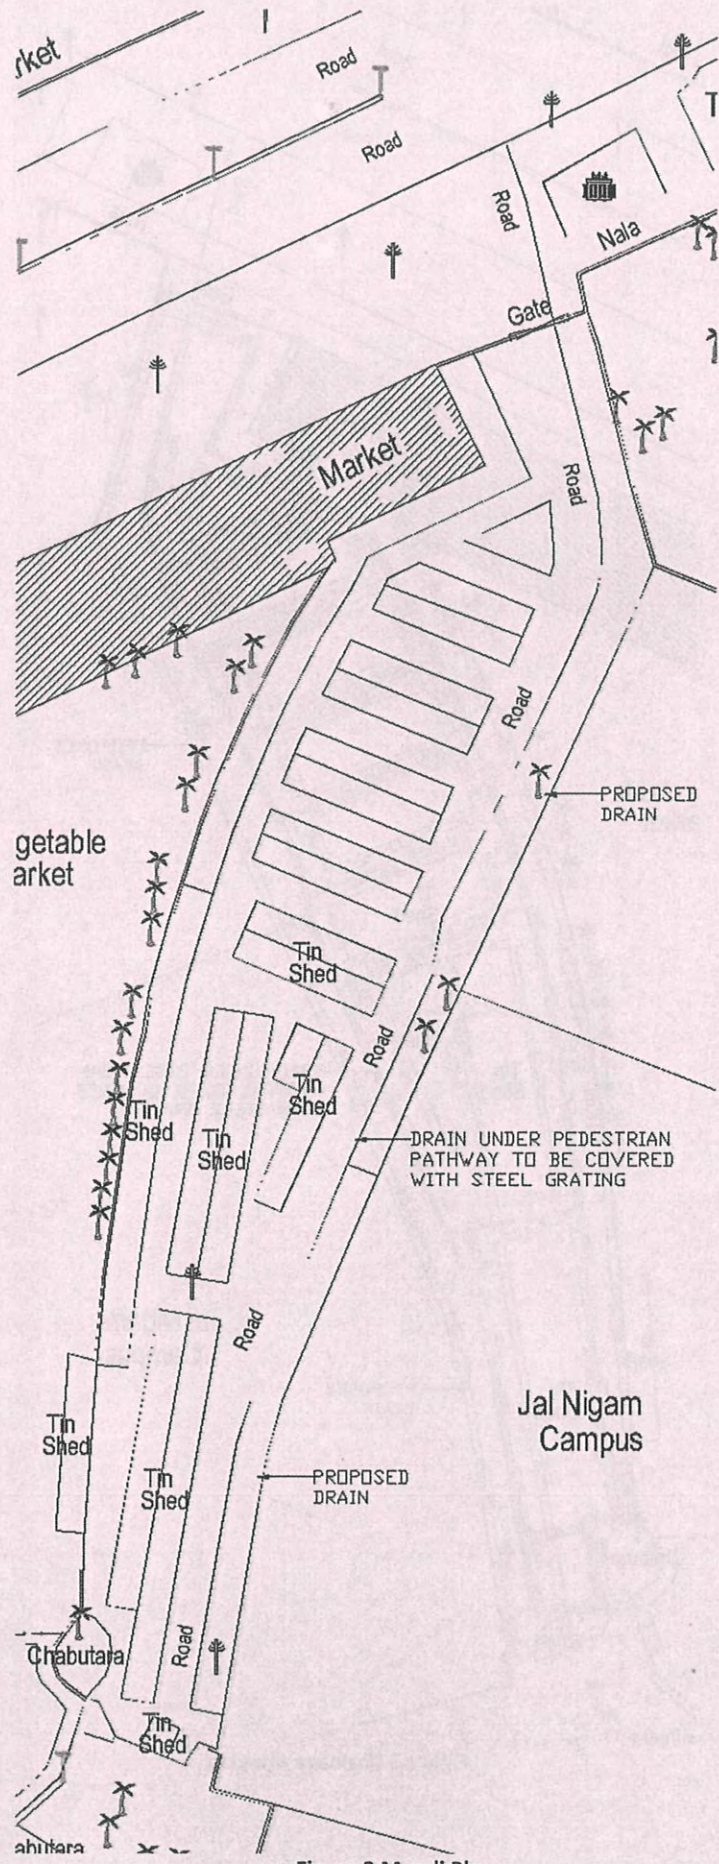 rket
Road
Road
Road
Nala
Gate
Market
Road
Road
PROPOSED
DRAIN
getable
arket
Tin
Shed
Road
Tin
Shed
Tin
Shed
Tin
Shed
DRAIN UNDER PEDESTRIAN
PATHWAY TO BE COVERED
WITH STEEL GRATING
Road
Jal Nigam
Campus
Tin
Shed
Tin
Shed
PROPOSED
DRAIN
Road
Chabutara
Tin
Shed
abutara